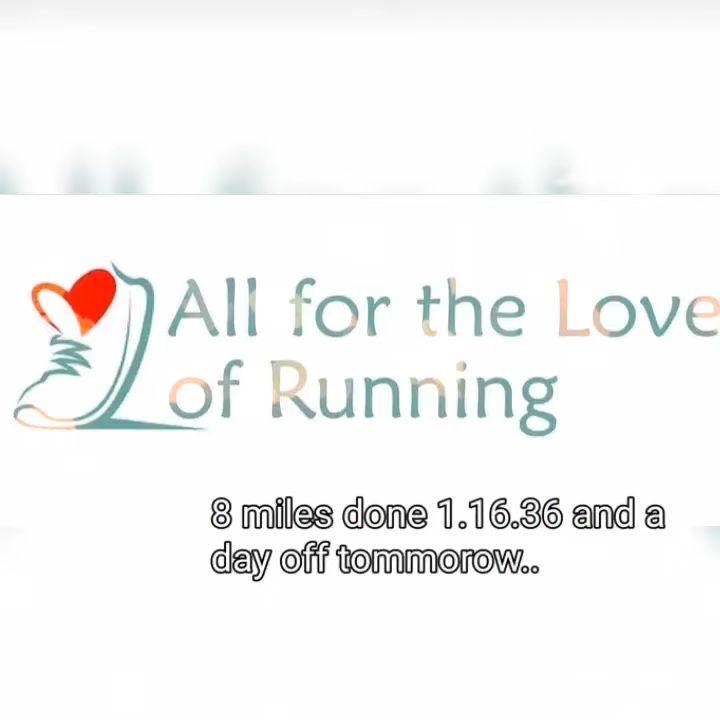 All for the Love
of Running
8 miles done 1.16.36 and a
day off tommorow..